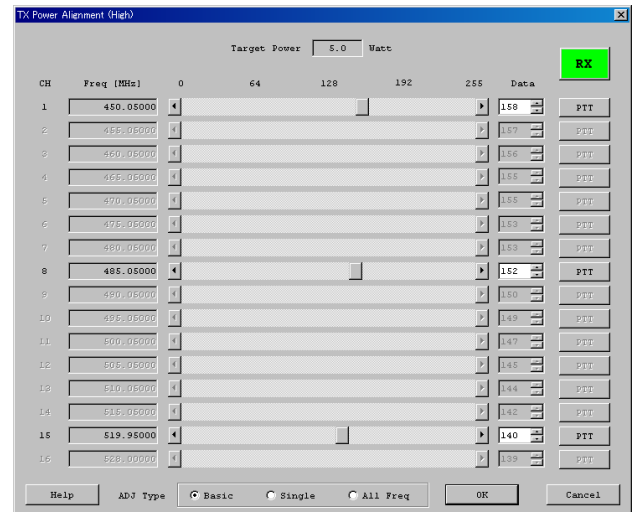 TX Power Alignment (High)
Target Power 5.0 Watt
RX
CH Freq [MHz] 0 64 128 192 255 Data
1 450.05000 158 PTT
2 455.05000 157 PTT
3 460.05000 156 PTT
4 465.05000 155 PTT
5 470.05000 155 PTT
6 475.05000 153 PTT
7 480.05000 153 PTT
8 485.05000 152 PTT
9 490.05000 150 PTT
10 495.05000 149 PTT
11 500.05000 147 PTT
12 505.05000 145 PTT
13 510.05000 144 PTT
14 515.05000 142 PTT
15 519.95000 140 PTT
16 528.00000 139 PTT
Help ADJ Type Basic Single All Freq OK Cancel